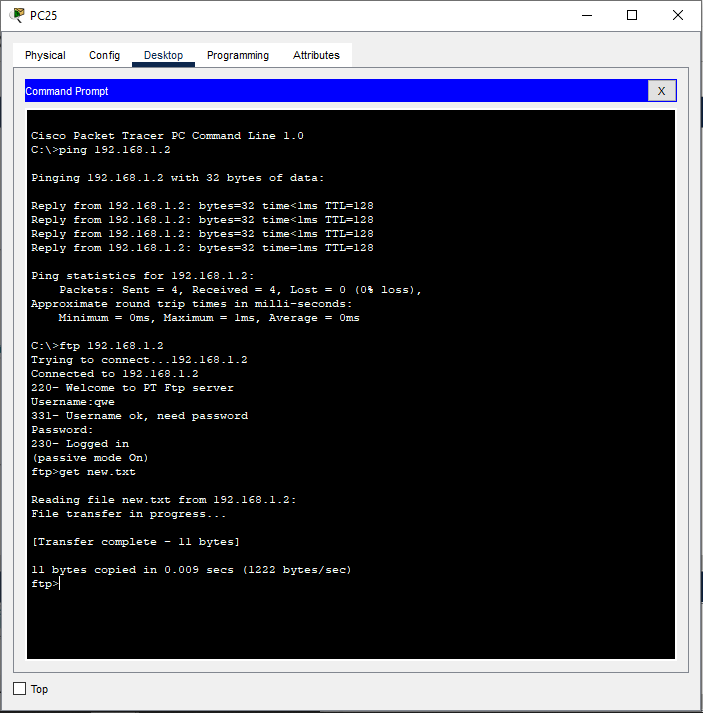 PC25
Physical Config Desktop Programming Attributes
Command Prompt X
Cisco Packet Tracer PC Command Line 1.0
C:\>ping 192.168.1.2
Pinging 192.168.1.2 with 32 bytes of data:
Reply from 192.168.1.2: bytes=32 time<1ms TTL=128
Reply from 192.168.1.2: bytes=32 time<1ms TTL=128
Reply from 192.168.1.2: bytes=32 time<1ms TTL=128
Reply from 192.168.1.2: bytes=32 time=1ms TTL=128
Ping statistics for 192.168.1.2:
Packets: Sent = 4, Received = 4, Lost = 0 (0% loss),
Approximate round trip times in milli-seconds:
Minimum = 0ms, Maximum = 1ms, Average = 0ms
C:\>ftp 192.168.1.2
Trying to connect...192.168.1.2
Connected to 192.168.1.2
220- Welcome to PT Ftp server
Username:qwe
331- Username ok, need password
Password:
230- Logged in
(passive mode On)
ftp>get new.txt
Reading file new.txt from 192.168.1.2:
File transfer in progress...
[Transfer complete - 11 bytes]
11 bytes copied in 0.009 secs (1222 bytes/sec)
ftp>
Top